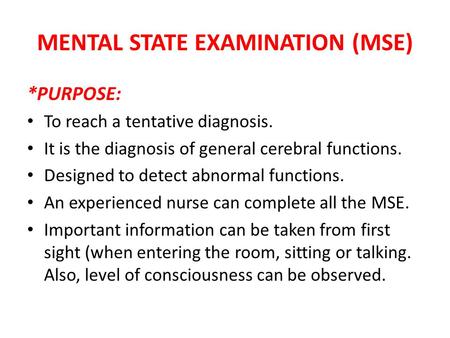 MENTAL STATE EXAMINATION (MSE)
*PURPOSE:
• To reach a tentative diagnosis.
• It is the diagnosis of general cerebral functions.
• Designed to detect abnormal functions.
• An experienced nurse can complete all the MSE.
• Important information can be taken from first
sight (when entering the room, sitting or talking.
Also, level of consciousness can be observed.